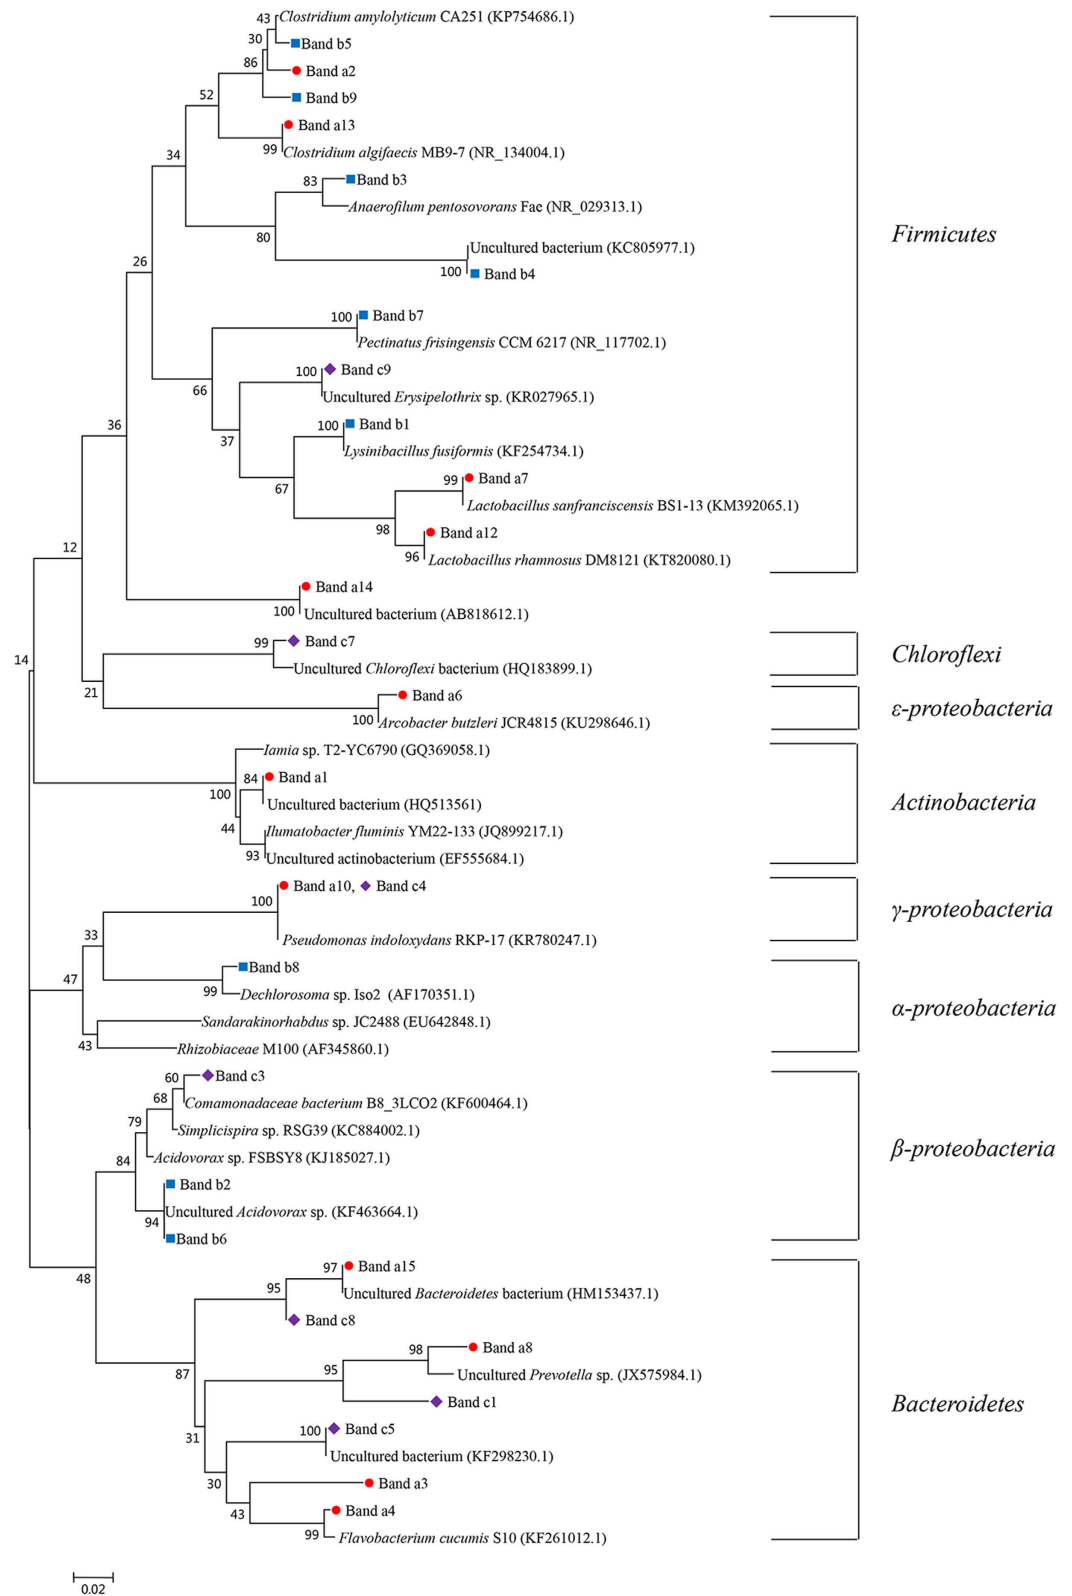 43
Clostridium amylolyticum CA251 (KP754686.1)
30
Band b5
86
Band a2
52
Band b9
Band a13
99
Clostridium algifaecis MB9-7 (NR_134004.1)
34
83
Band b3
Anaerofilum pentosovorans Fae (NR_029313.1)
Firmicutes
80
Uncultured bacterium (KC805977.1)
26
100
Band b4
100
Band b7
Pectinatus frisingensis CCM 6217 (NR_117702.1)
100
Band c9
66
Uncultured Erysipelothrix sp. (KR027965.1)
36
100
Band b1
37
Lysinibacillus fusiformis (KF254734.1)
99
Band a7
67
Lactobacillus sanfranciscensis BS1-13 (KM392065.1)
98
Band a12
12
96
Lactobacillus rhamnosus DM8121 (KT820080.1)
Band a14
100
Uncultured bacterium (AB818612.1)
99
Band c7
Chloroflexi
14
Uncultured Chloroflexi bacterium (HQ183899.1)
21
Band a6
ε-proteobacteria
100
Arcobacter butzleri JCR4815 (KU298646.1)
Iamia sp. T2-YC6790 (GQ369058.1)
84
Band a1
100
Uncultured bacterium (HQ513561)
Actinobacteria
44
Ilumatobacter fluminis YM22-133 (JQ899217.1)
93
Uncultured actinobacterium (EF555684.1)
Band a10, Band c4
100
γ-proteobacteria
33
Pseudomonas indoloxydans RKP-17 (KR780247.1)
47
Band b8
99
Dechlorosoma sp. Iso2 (AF170351.1)
α-proteobacteria
Sandarakinorhabdus sp. JC2488 (EU642848.1)
43
Rhizobiaceae M100 (AF345860.1)
60
Band c3
68
Comamonadaceae bacterium B8_3LCO2 (KF600464.1)
79
Simplicispira sp. RSG39 (KC884002.1)
β-proteobacteria
84
Acidovorax sp. FSBSY8 (KJ185027.1)
Band b2
94
Uncultured Acidovorax sp. (KF463664.1)
Band b6
48
97
Band a15
95
Uncultured Bacteroidetes bacterium (HM153437.1)
Band c8
98
Band a8
87
95
Uncultured Prevotella sp. (JX575984.1)
Band c1
Bacteroidetes
31
100
Band c5
Uncultured bacterium (KF298230.1)
30
Band a3
43
Band a4
99
Flavobacterium cucumis S10 (KF261012.1)
0.02